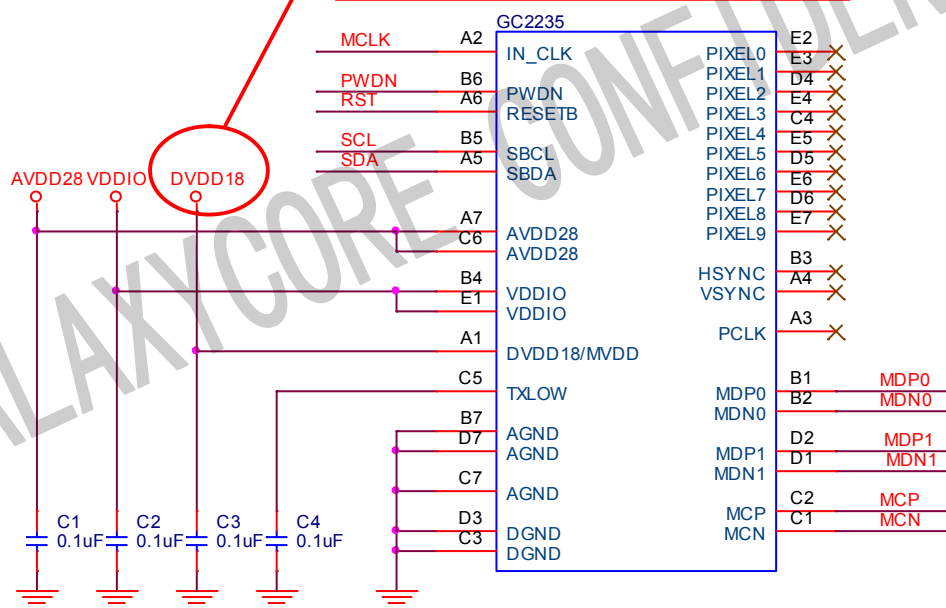 GC2235
MCLK
A2
IN_CLK
PWDN
B6
PWDN
RST
A6
RESETB
SCL
B5
SBCL
SDA
A5
SBDA
AVDD28 VDDIO DVDD18
A7
AVDD28
C6
AVDD28
B4
VDDIO
E1
VDDIO
A1
DVDD18/MVDD
C5
TXLOW
B7
AGND
D7
AGND
C7
AGND
D3
DGND
C3
DGND
PIXEL0 E2
PIXEL1 E3
PIXEL2 D4
PIXEL3 E4
PIXEL4 C4
PIXEL5 E5
PIXEL6 D5
PIXEL7 E6
PIXEL8 D6
PIXEL9 E7
HSYNC B3
VSYNC A4
PCLK A3
MDP0 B1 MDP0
MDN0 B2 MDN0
MDP1 D2 MDP1
MDN1 D1 MDN1
MCP C2 MCP
MCN C1 MCN
C1
0.1uF
C2
0.1uF
C3
0.1uF
C4
0.1uF
ALAXYCORE CONFIDEN